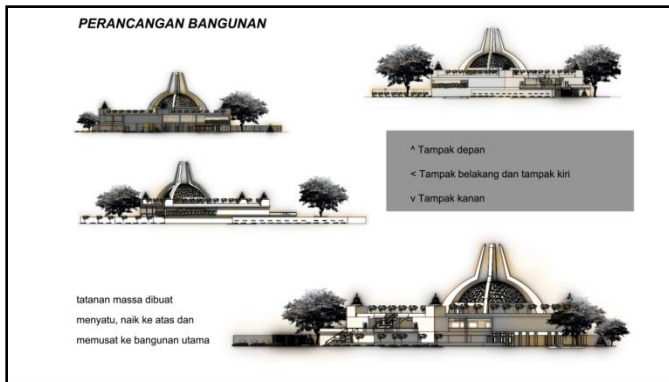 PERANCANGAN BANGUNAN
^ Tampak depan
< Tampak belakang dan tampak kiri
v Tampak kanan
tatanan massa dibuat
menyatu, naik ke atas dan
memusat ke bangunan utama